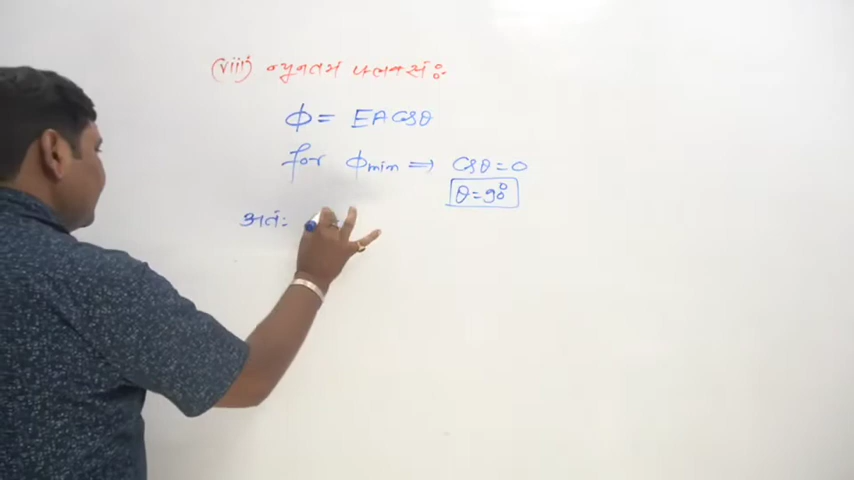 (viii) न्युनतम फ्लक्स :-
ϕ = EA cosθ
for ϕmin ⇒ cosθ = 0
θ = 90°
अतः